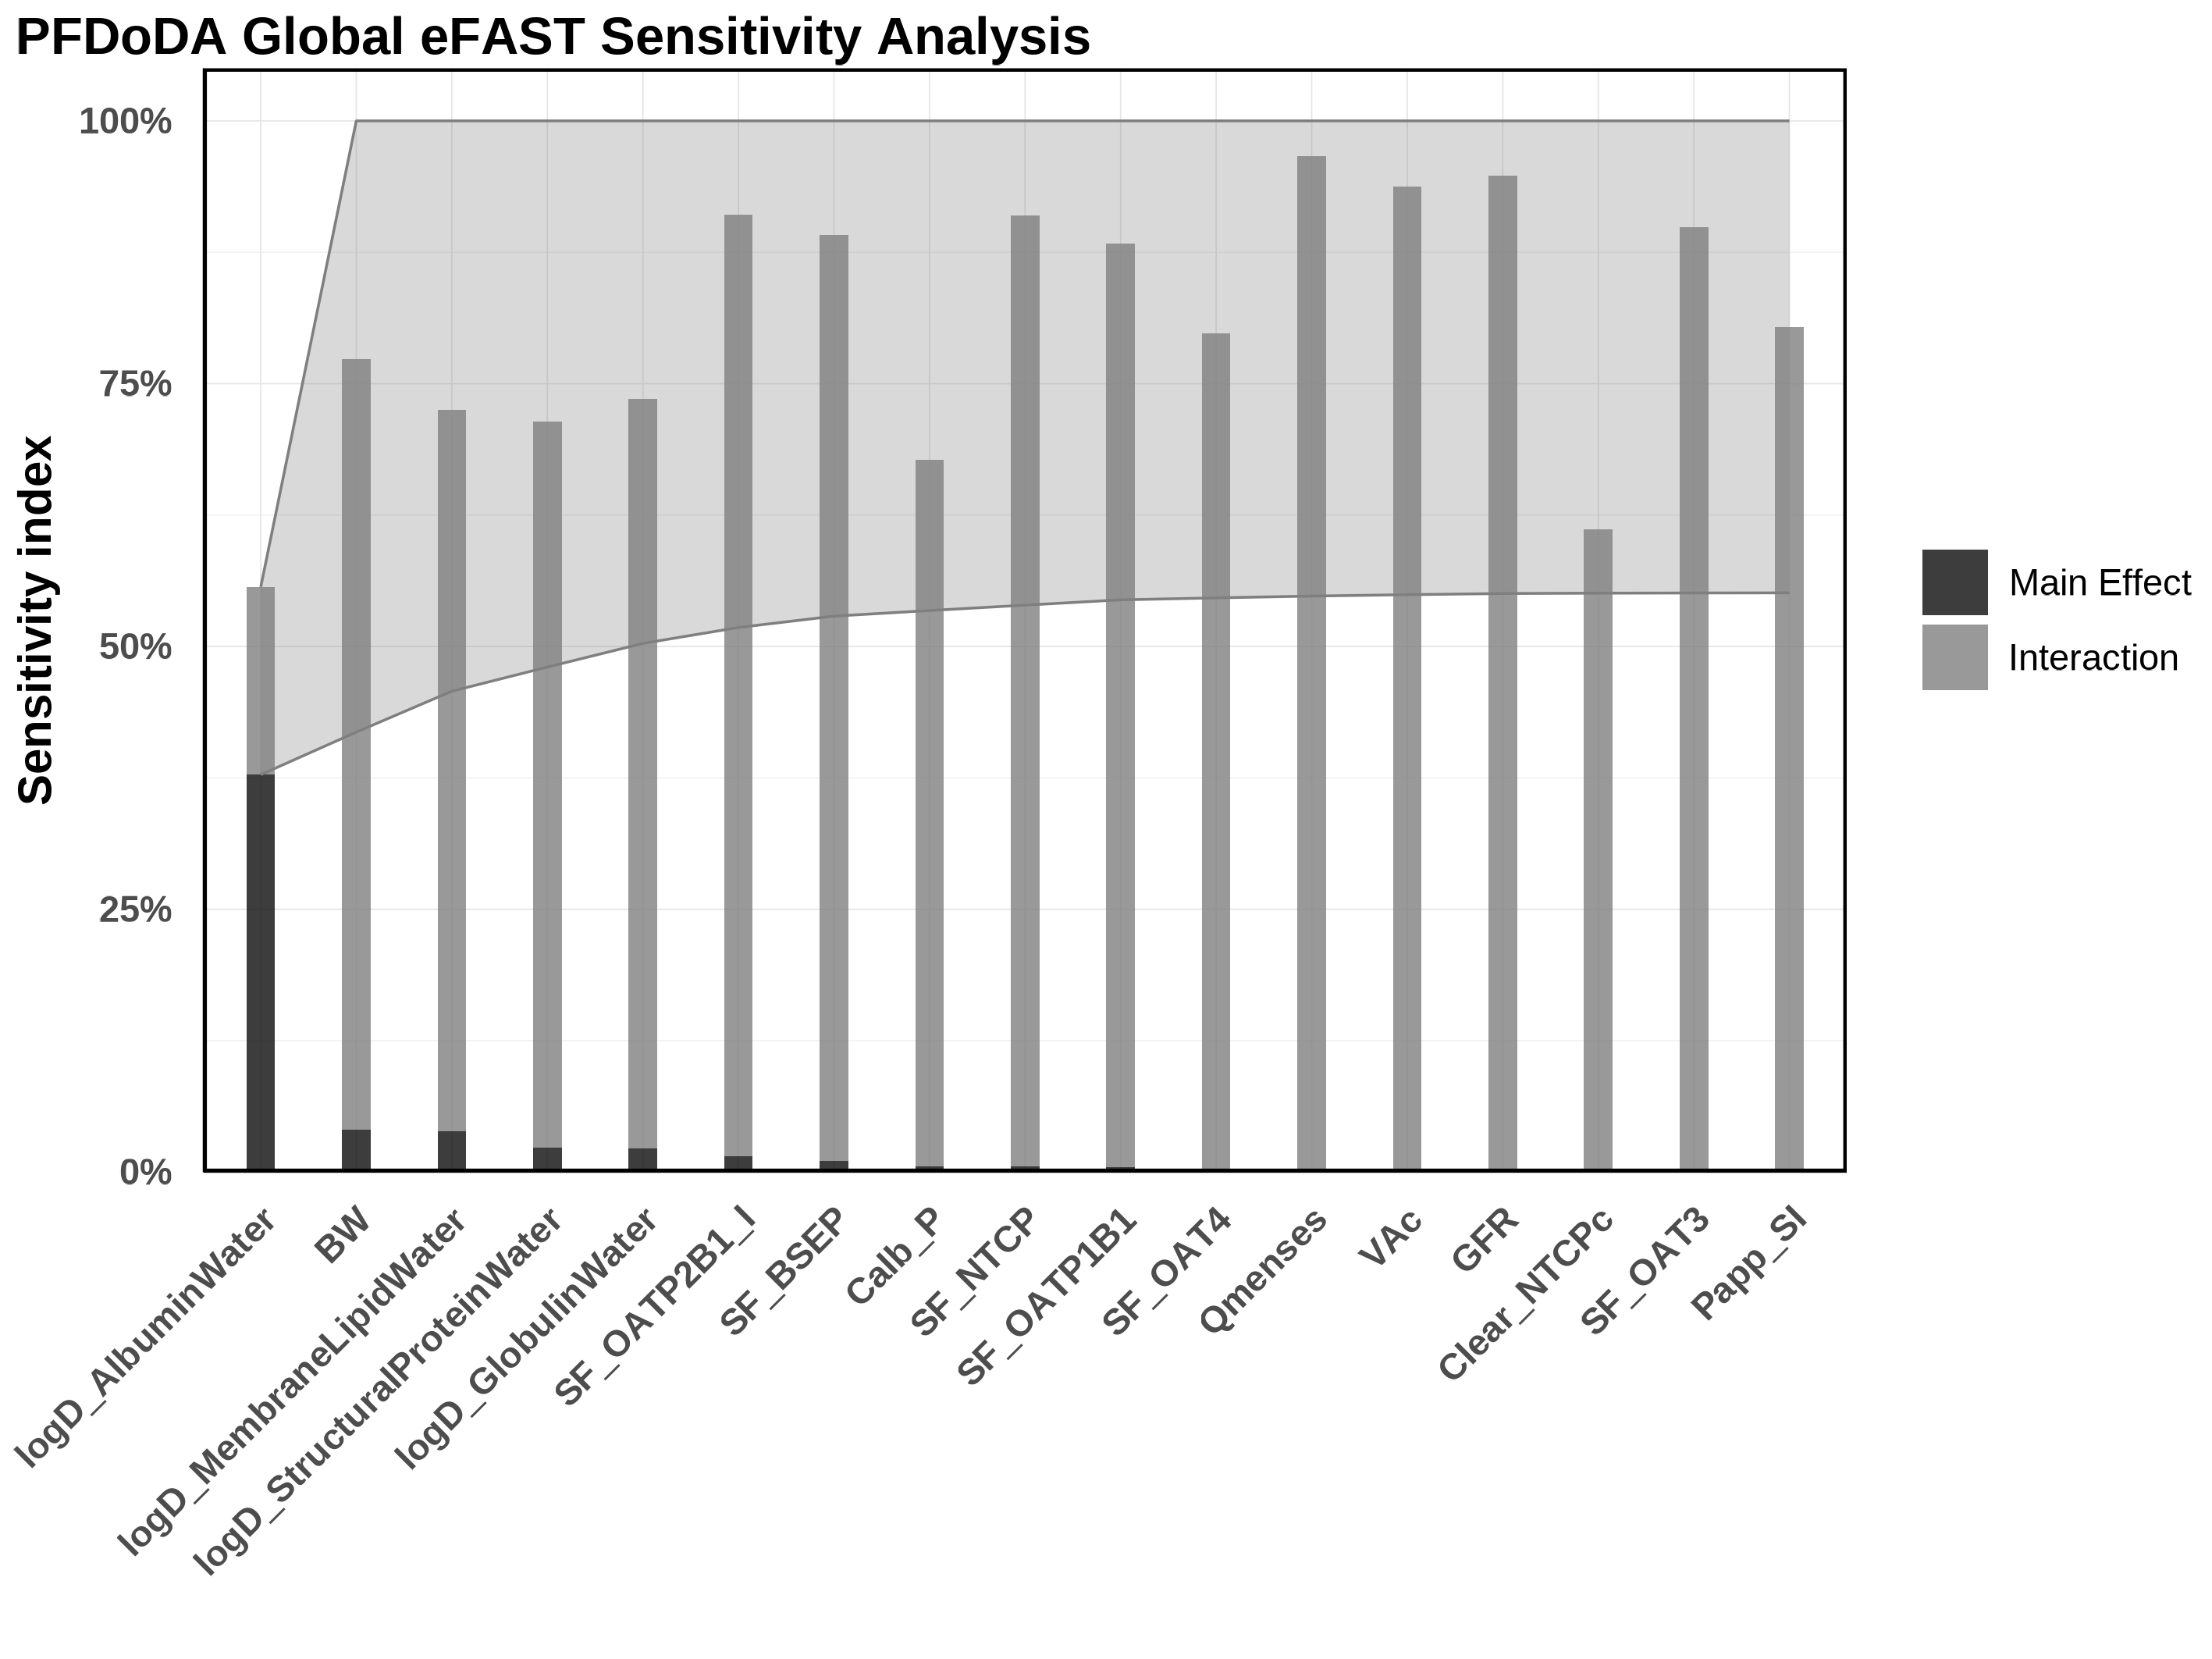 PFDoDA Global eFAST Sensitivity Analysis
Sensitivity index
100%
75%
50%
25%
0%
logD_AlbuminWater
BW
logD_MembraneLipidWater
logD_StructuralProteinWater
logD_GlobulinWater
SF_OATP2B1_I
SF_BSEP
Calb_P
SF_NTCP
SF_OATP1B1
SF_OAT4
Qmenses
VAc
GFR
Clear_NTCPc
SF_OAT3
Papp_SI
Main Effect
Interaction